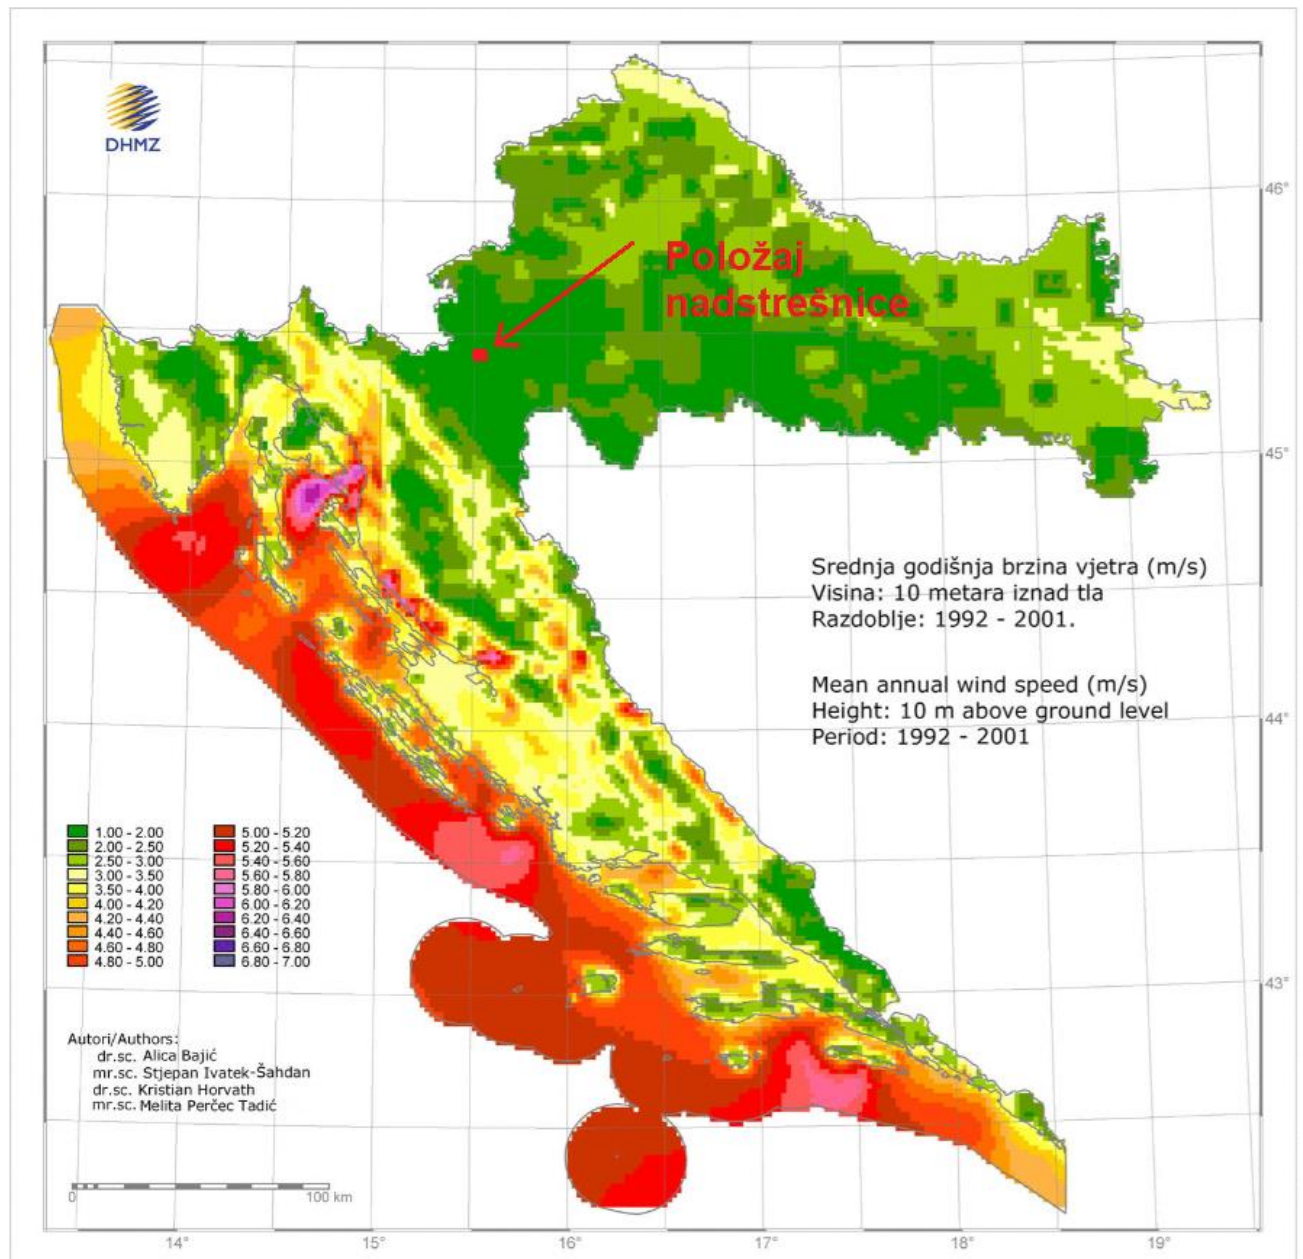 DHMZ
46°
Položaj
nadstrešnice
45°
Srednja godišnja brzina vjetra (m/s)
Visina: 10 metara iznad tla
Razdoblje: 1992 - 2001.
Mean annual wind speed (m/s)
Height: 10 m above ground level
Period: 1992 - 2001
44°
1.00 - 2.00
2.00 - 2.50
2.50 - 3.00
3.00 - 3.50
3.50 - 4.00
4.00 - 4.20
4.20 - 4.40
4.40 - 4.60
4.60 - 4.80
4.80 - 5.00
5.00 - 5.20
5.20 - 5.40
5.40 - 5.60
5.60 - 5.80
5.80 - 6.00
6.00 - 6.20
6.20 - 6.40
6.40 - 6.60
6.60 - 6.80
6.80 - 7.00
43°
Autori/Authors:
dr.sc. Alica Bajić
mr.sc. Stjepan Ivatek-Šahdan
dr.sc. Kristian Horvath
mr.sc. Melita Perčec Tadić
0 100 km
14° 15° 16° 17° 18° 19°